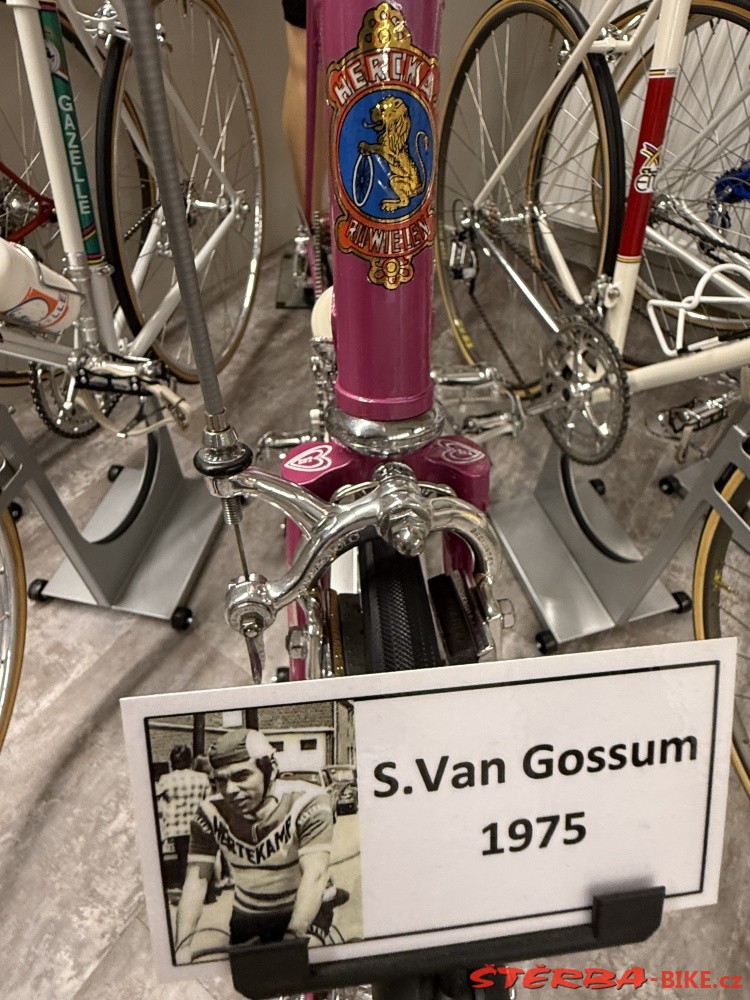 HERCKA
RIJWIELEN
GAZELLE
S.Van Gossum
1975
HERTEKAMP
ŠTĚRBA-BIKE.cz